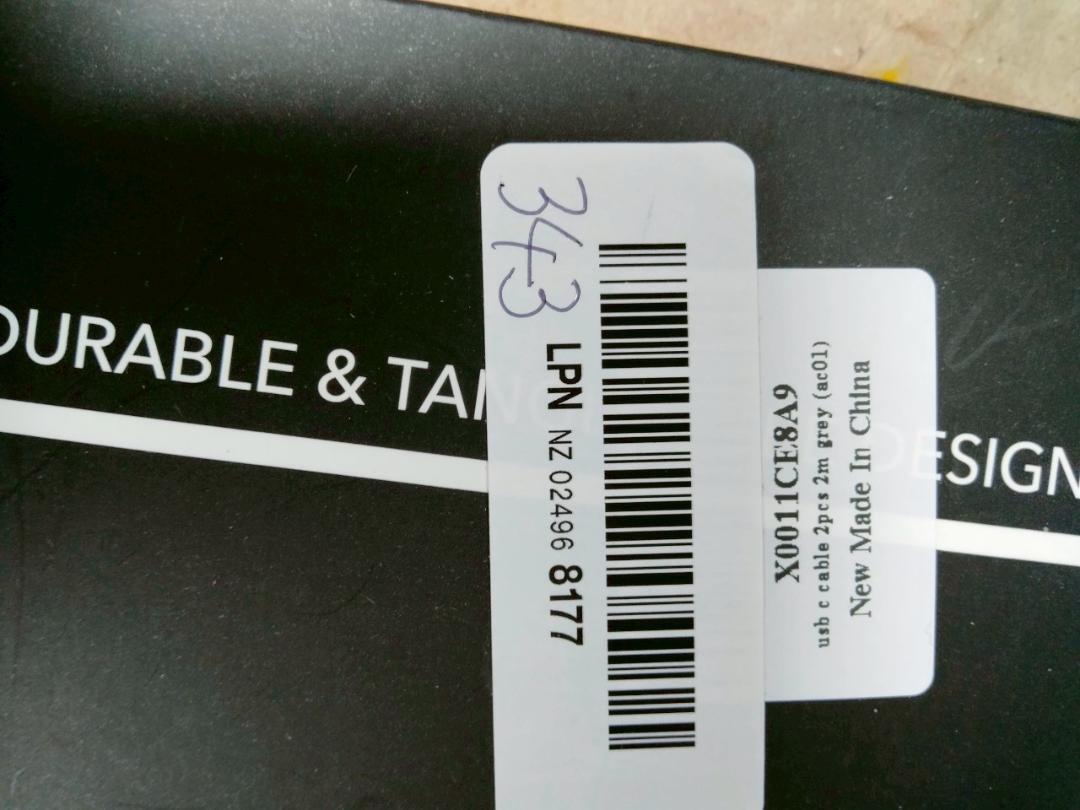 DURABLE & TAN
DESIGN
343
LPN NZ 02496 8177
X0011CE8A9
usb c cable 2pcs 2m grey (ac01)
New Made In China